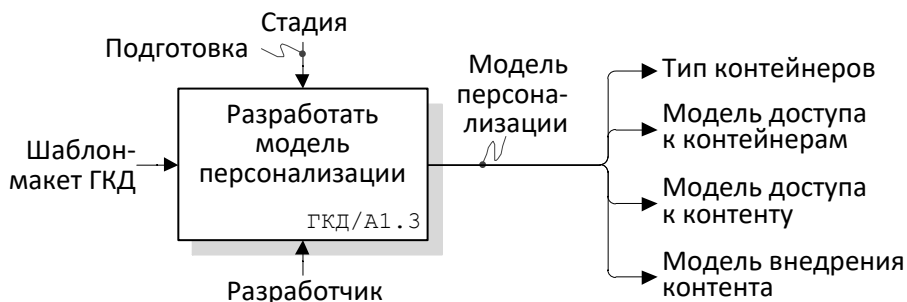 Стадия
Подготовка
Разработать
модель
персонализации
ГКД/А1.3
Шаблон-
макет ГКД
Разработчик
Модель
персона-
лизации
Тип контейнеров
Модель доступа
к контейнерам
Модель доступа
к контенту
Модель внедрения
контента